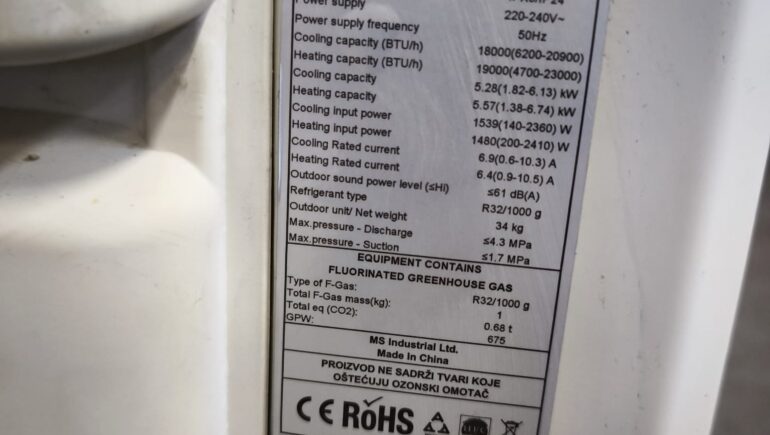 Power supply 220-240V~
Power supply frequency 50Hz
Cooling capacity (BTU/h) 18000(6200-20900)
Heating capacity (BTU/h) 19000(4700-23000)
Cooling capacity 5.28(1.82-6.13) kW
Heating capacity 5.57(1.38-6.74) kW
Cooling input power 1539(140-2360) W
Heating input power 1480(200-2410) W
Cooling Rated current 6.9(0.6-10.3) A
Heating Rated current 6.4(0.9-10.5) A
Outdoor sound power level (≤Hi) ≤61 dB(A)
Refrigerant type R32/1000 g
Outdoor unit/ Net weight 34 kg
Max.pressure - Discharge ≤4.3 MPa
Max.pressure - Suction ≤1.7 MPa
EQUIPMENT CONTAINS
FLUORINATED GREENHOUSE GAS
Type of F-Gas: R32/1000 g
Total F-Gas mass(kg): 1
Total eq (CO2): 0.68 t
GPW: 675
MS Industrial Ltd.
Made in China
PROIZVOD NE SADRŽI TVARI KOJE
OŠTEĆUJU OZONSKI OMOTAČ
CE RoHS